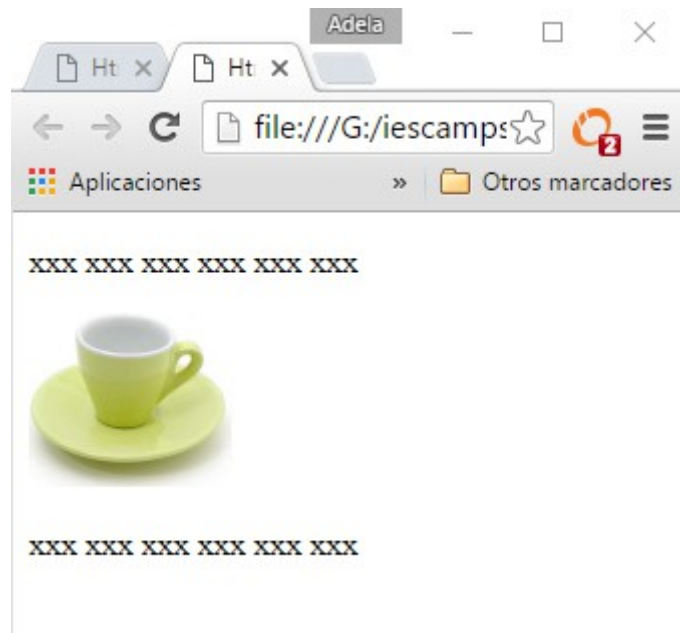 Adela
Ht
Ht
file:///G:/iescamps
2
Aplicaciones
»
Otros marcadores
xxx xxx xxx xxx xxx xxx
xxx xxx xxx xxx xxx xxx